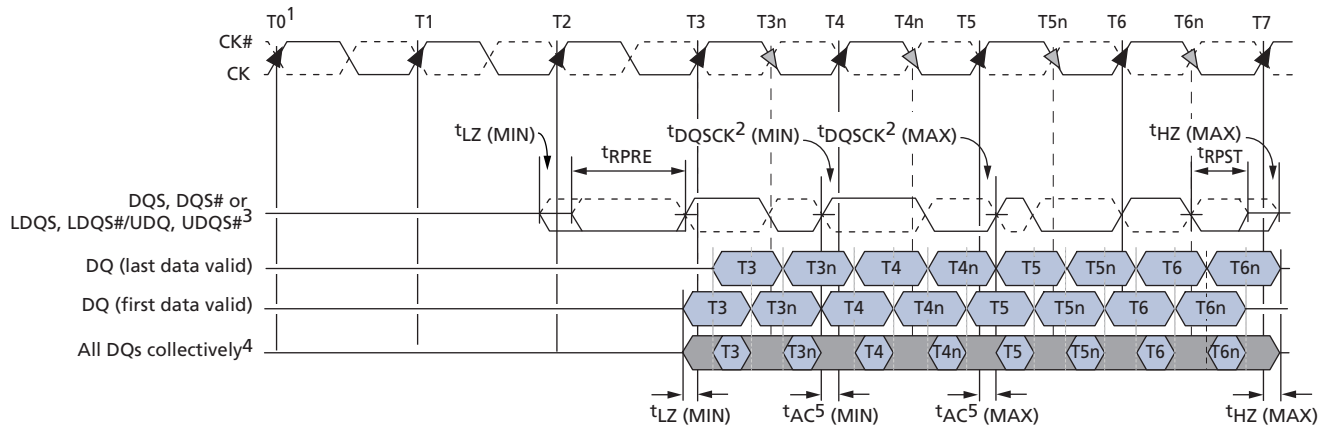 T0¹ T1 T2 T3 T3n T4 T4n T5 T5n T6 T6n T7
CK#
CK
tLZ (MIN) tRPRE tDQSCK² (MIN) tDQSCK² (MAX) tHZ (MAX) tRPST
DQS, DQS# or
LDQS, LDQS#/UDQ, UDQS#³
DQ (last data valid) T3 T3n T4 T4n T5 T5n T6 T6n
DQ (first data valid) T3 T3n T4 T4n T5 T5n T6 T6n
All DQs collectively⁴ T3 T3n T4 T4n T5 T5n T6 T6n
tLZ (MIN) tAC⁵ (MIN) tAC⁵ (MAX) tHZ (MAX)